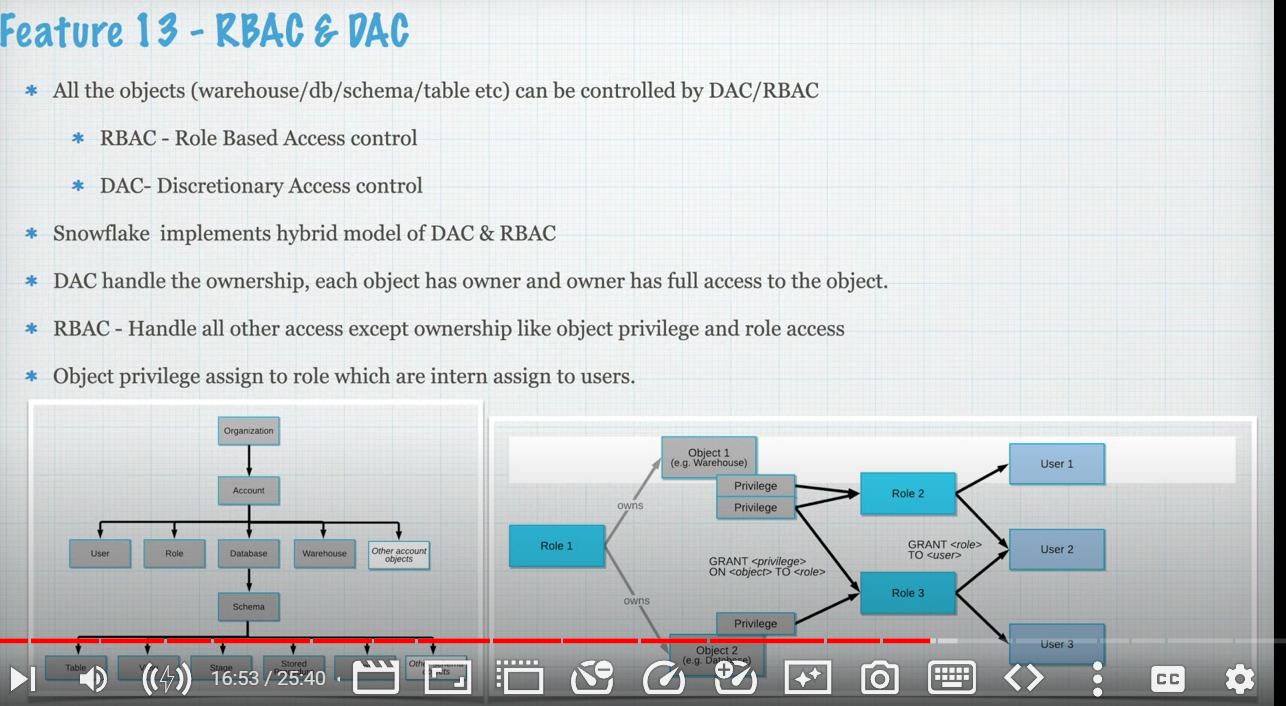 Feature 13 - RBAC & DAC
All the objects (warehouse/db/schema/table etc) can be controlled by DAC/RBAC
RBAC - Role Based Access control
DAC- Discretionary Access control
Snowflake implements hybrid model of DAC & RBAC
DAC handle the ownership, each object has owner and owner has full access to the object.
RBAC - Handle all other access except ownership like object privilege and role access
Object privilege assign to role which are intern assign to users.
Organization
Account
User
Role
Database
Warehouse
Other account
objects
Schema
Table
Stage
Stored
Role 1
owns
owns
Object 1
(e.g. Warehouse)
Privilege
Privilege
GRANT <privilege>
ON <object> TO <role>
Privilege
Object 2
(e.g. Database)
Role 2
Role 3
GRANT <role>
TO <user>
User 1
User 2
User 3
16:53 / 25:40
CC